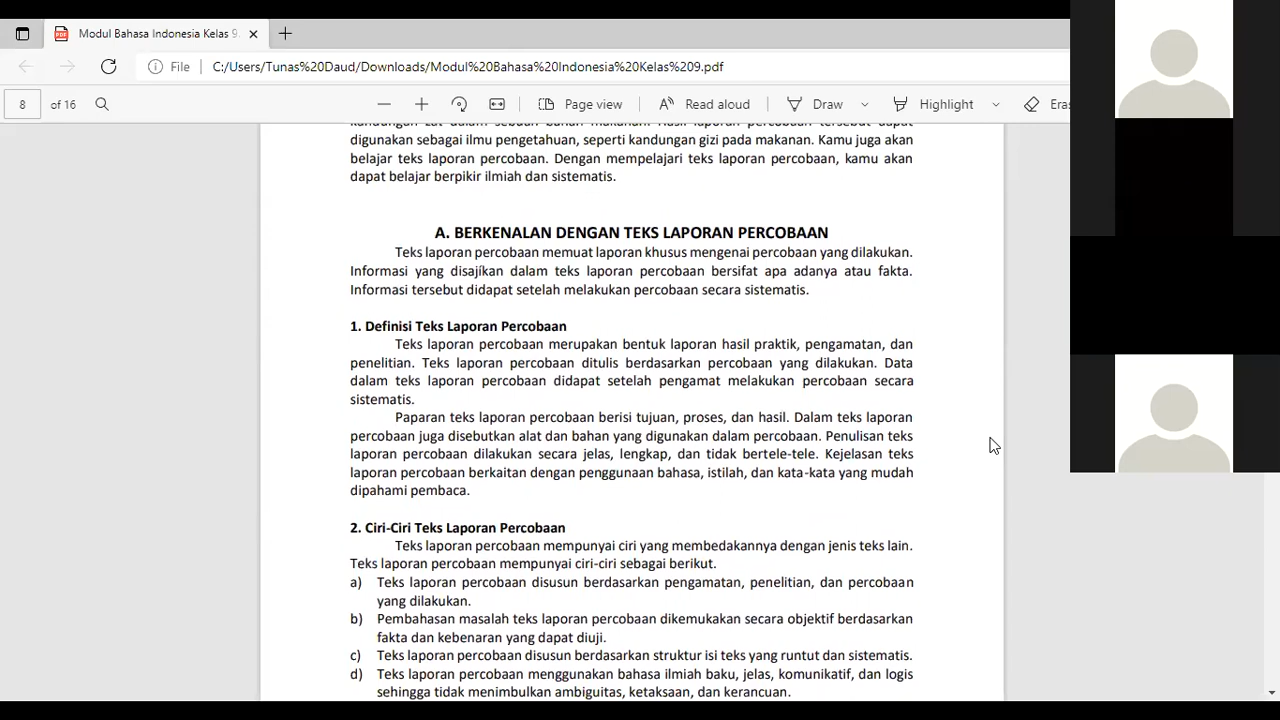 Modul Bahasa Indonesia Kelas 9.
File C:/Users/Tunas%20Daud/Downloads/Modul%20Bahasa%20Indonesia%20Kelas%209.pdf
8 of 16 Page view Read aloud Draw Highlight Eras
kandungan zat dalam sebuah bahan makanan. Hasil laporan percobaan tersebut dapat
digunakan sebagai ilmu pengetahuan, seperti kandungan gizi pada makanan. Kamu juga akan
belajar teks laporan percobaan. Dengan mempelajari teks laporan percobaan, kamu akan
dapat belajar berpikir ilmiah dan sistematis.
A. BERKENALAN DENGAN TEKS LAPORAN PERCOBAAN
Teks laporan percobaan memuat laporan khusus mengenai percobaan yang dilakukan.
Informasi yang disajikan dalam teks laporan percobaan bersifat apa adanya atau fakta.
Informasi tersebut didapat setelah melakukan percobaan secara sistematis.
1. Definisi Teks Laporan Percobaan
Teks laporan percobaan merupakan bentuk laporan hasil praktik, pengamatan, dan
penelitian. Teks laporan percobaan ditulis berdasarkan percobaan yang dilakukan. Data
dalam teks laporan percobaan didapat setelah pengamat melakukan percobaan secara
sistematis.
Paparan teks laporan percobaan berisi tujuan, proses, dan hasil. Dalam teks laporan
percobaan juga disebutkan alat dan bahan yang digunakan dalam percobaan. Penulisan teks
laporan percobaan dilakukan secara jelas, lengkap, dan tidak bertele-tele. Kejelasan teks
laporan percobaan berkaitan dengan penggunaan bahasa, istilah, dan kata-kata yang mudah
dipahami pembaca.
2. Ciri-Ciri Teks Laporan Percobaan
Teks laporan percobaan mempunyai ciri yang membedakannya dengan jenis teks lain.
Teks laporan percobaan mempunyai ciri-ciri sebagai berikut.
a) Teks laporan percobaan disusun berdasarkan pengamatan, penelitian, dan percobaan
yang dilakukan.
b) Pembahasan masalah teks laporan percobaan dikemukakan secara objektif berdasarkan
fakta dan kebenaran yang dapat diuji.
c) Teks laporan percobaan disusun berdasarkan struktur isi teks yang runtut dan sistematis.
d) Teks laporan percobaan menggunakan bahasa ilmiah baku, jelas, komunikatif, dan logis
sehingga tidak menimbulkan ambiguitas, ketaksaan, dan kerancuan.